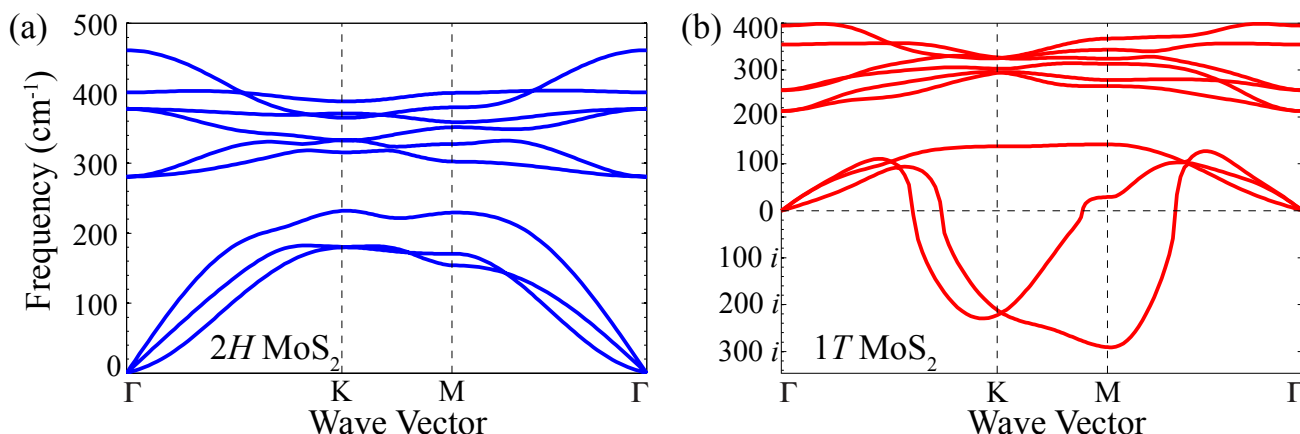 (a)
500
400
300
200
100
0
Frequency (cm⁻¹)
2H MoS₂
Γ K M Γ
Wave Vector
(b)
400
300
200
100
0
100 i
200 i
300 i
1T MoS₂
Γ K M Γ
Wave Vector